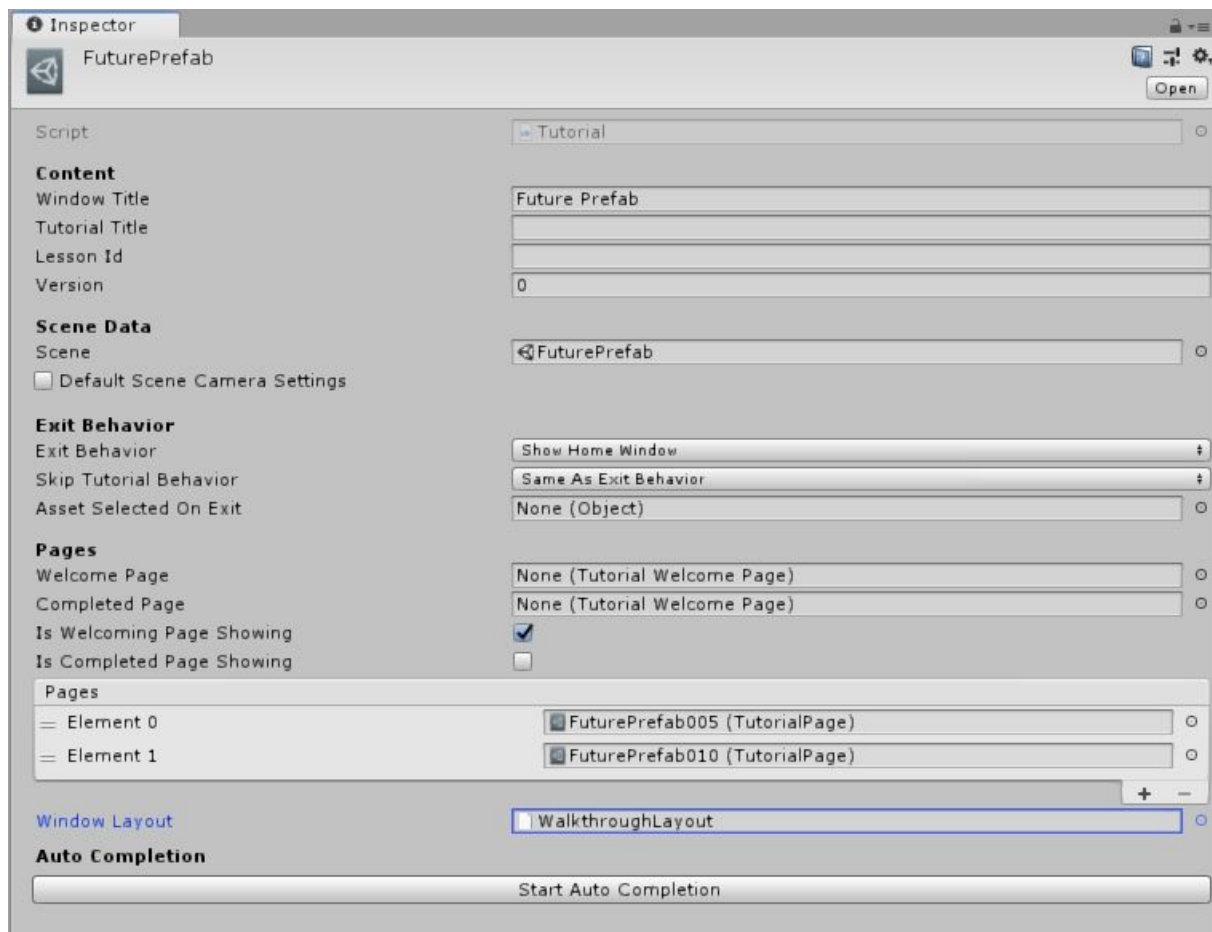 Inspector
FuturePrefab
Open
Script Tutorial
Content
Window Title Future Prefab
Tutorial Title
Lesson Id
Version 0
Scene Data
Scene FuturePrefab
Default Scene Camera Settings
Exit Behavior
Exit Behavior Show Home Window
Skip Tutorial Behavior Same As Exit Behavior
Asset Selected On Exit None (Object)
Pages
Welcome Page None (Tutorial Welcome Page)
Completed Page None (Tutorial Welcome Page)
Is Welcoming Page Showing
Is Completed Page Showing
Pages
Element 0 FuturePrefab005 (TutorialPage)
Element 1 FuturePrefab010 (TutorialPage)
Window Layout WalkthroughLayout
Auto Completion
Start Auto Completion